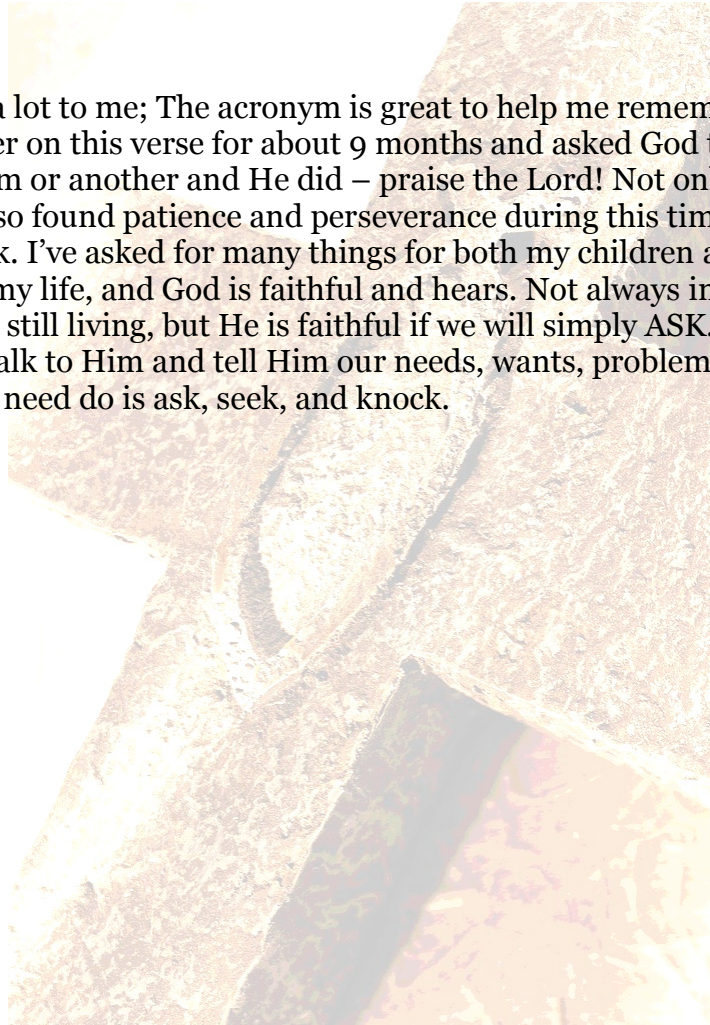 lot to me; The acronym is great to help me remem
er on this verse for about 9 months and asked God
m or another and He did – praise the Lord! Not on
so found patience and perseverance during this tim
k. I've asked for many things for both my children
my life, and God is faithful and hears. Not always in
still living, but He is faithful if we will simply ASK.
alk to Him and tell Him our needs, wants, problem
need do is ask, seek, and knock.